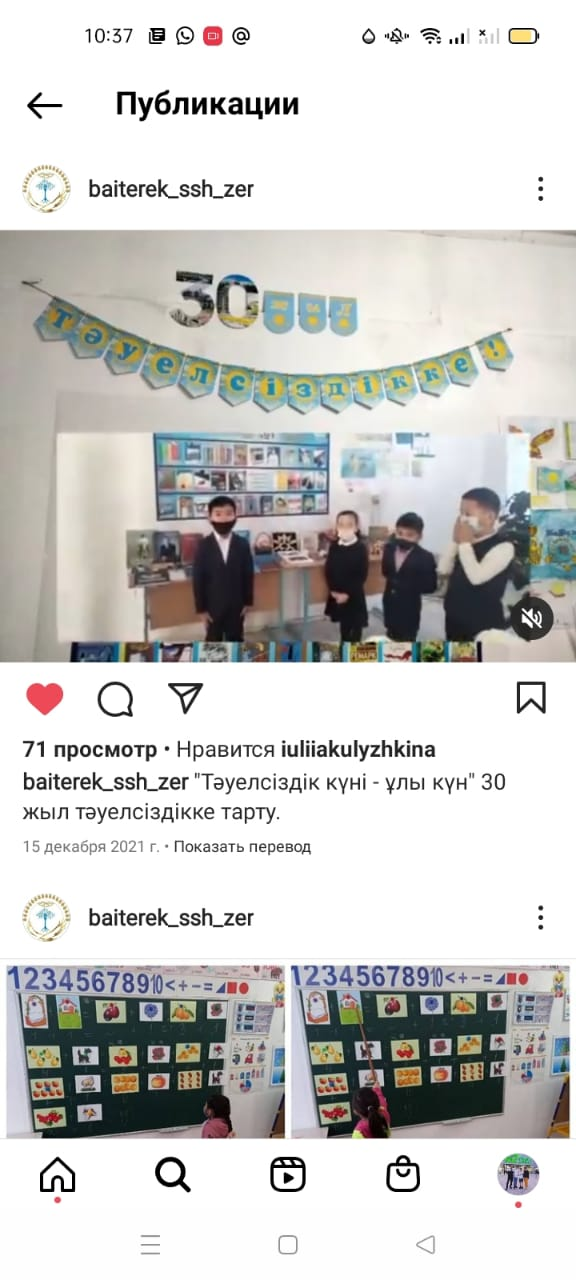 10:37
Публикации
baiterek_ssh_zer
30
ТәуелсіздіККе!
71 просмотр • Нравится iuliiakulyzhkina
baiterek_ssh_zer "Тәуелсіздік күні - ұлы күн" 30
жыл тәуелсіздікке тарту.
15 декабря 2021 г. • Показать перевод
baiterek_ssh_zer
12345678910<+-=
12345678910<+-=